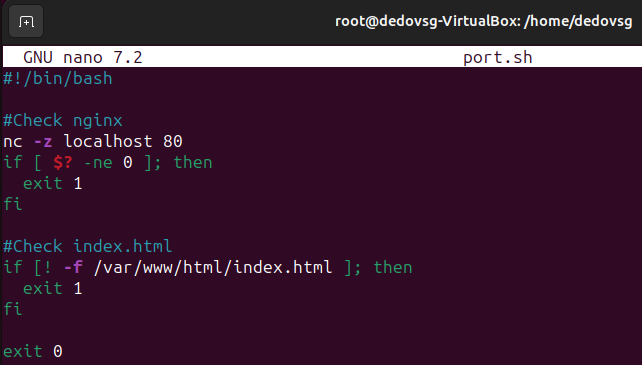 root@dedovsg-VirtualBox: /home/dedovsg
GNU nano 7.2 port.sh
#!/bin/bash
#Check nginx
nc -z localhost 80
if [ $? -ne 0 ]; then
exit 1
fi
#Check index.html
if [! -f /var/www/html/index.html ]; then
exit 1
fi
exit 0